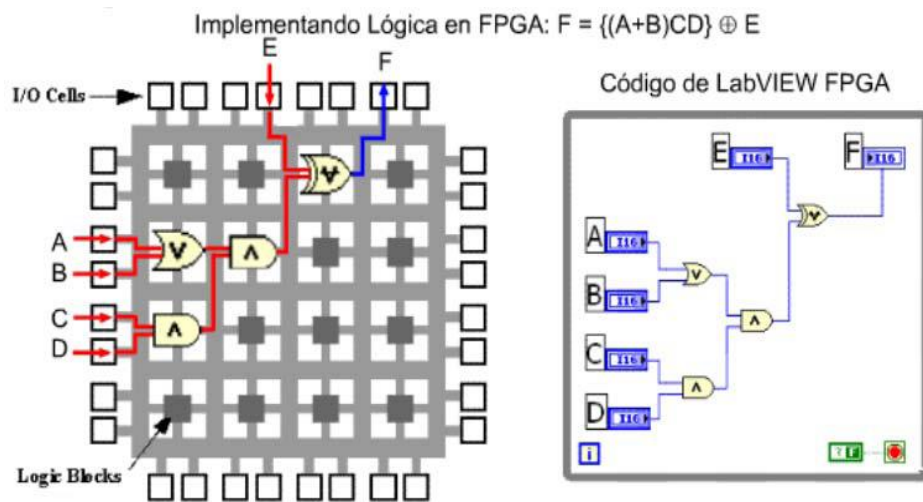 Implementando Lógica en FPGA: F = {(A+B)CD} ⊕ E
E
F
I/O Cells
A
B
C
D
Logic Blocks
Código de LabVIEW FPGA
E
I16
F
I16
A
I16
B
I16
C
I16
D
I16
i
? F